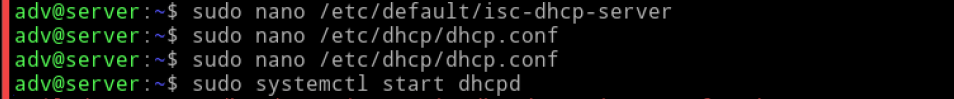 adv@server:~$ sudo nano /etc/default/isc-dhcp-server
adv@server:~$ sudo nano /etc/dhcp/dhcp.conf
adv@server:~$ sudo nano /etc/dhcp/dhcp.conf
adv@server:~$ sudo systemctl start dhcpd